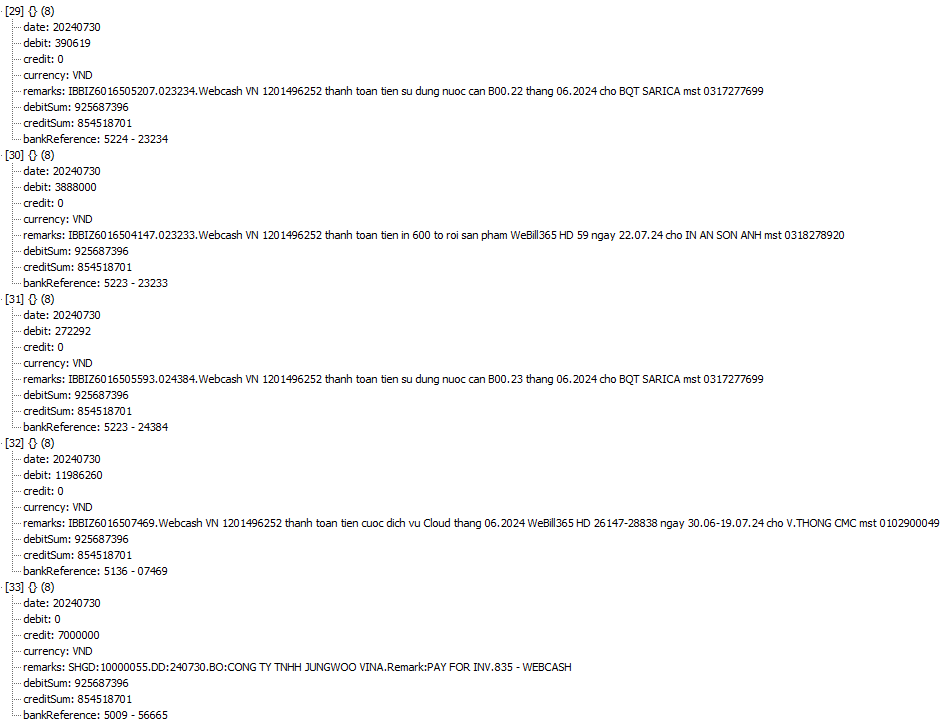 [29] {} (8)
date: 20240730
debit: 390619
credit: 0
currency: VND
remarks: IBBIZ6016505207.023234.Webcash VN 1201496252 thanh toan tien su dung nuoc can B00.22 thang 06.2024 cho BQT SARICA mst 0317277699
debitSum: 925687396
creditSum: 854518701
bankReference: 5224 - 23234
[30] {} (8)
date: 20240730
debit: 3888000
credit: 0
currency: VND
remarks: IBBIZ6016504147.023233.Webcash VN 1201496252 thanh toan tien in 600 to roi san pham WeBill365 HD 59 ngay 22.07.24 cho IN AN SON ANH mst 0318278920
debitSum: 925687396
creditSum: 854518701
bankReference: 5223 - 23233
[31] {} (8)
date: 20240730
debit: 272292
credit: 0
currency: VND
remarks: IBBIZ6016505593.024384.Webcash VN 1201496252 thanh toan tien su dung nuoc can B00.23 thang 06.2024 cho BQT SARICA mst 0317277699
debitSum: 925687396
creditSum: 854518701
bankReference: 5223 - 24384
[32] {} (8)
date: 20240730
debit: 11986260
credit: 0
currency: VND
remarks: IBBIZ6016507469.Webcash VN 1201496252 thanh toan tien cuoc dich vu Cloud thang 06.2024 WeBill365 HD 26147-28838 ngay 30.06-19.07.24 cho V.THONG CMC mst 0102900049
debitSum: 925687396
creditSum: 854518701
bankReference: 5136 - 07469
[33] {} (8)
date: 20240730
debit: 0
credit: 7000000
currency: VND
remarks: SHGD:10000055.DD:240730.BO:CONG TY TNHH JUNGWOO VINA.Remark:PAY FOR INV.835 - WEBCASH
debitSum: 925687396
creditSum: 854518701
bankReference: 5009 - 56665